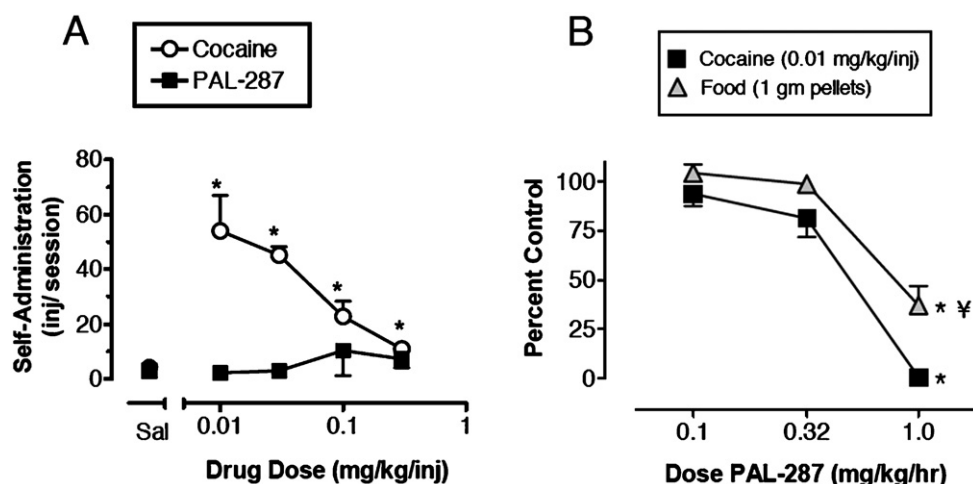 A
Cocaine
PAL-287
Self-Administration
(inj/session)
80
60
40
20
0
*
*
*
*
Sal
0.01
0.1
1
Drug Dose (mg/kg/inj)
B
Cocaine (0.01 mg/kg/inj)
Food (1 gm pellets)
Percent Control
100
75
50
25
0
* ¥
*
0.1
0.32
1.0
Dose PAL-287 (mg/kg/hr)